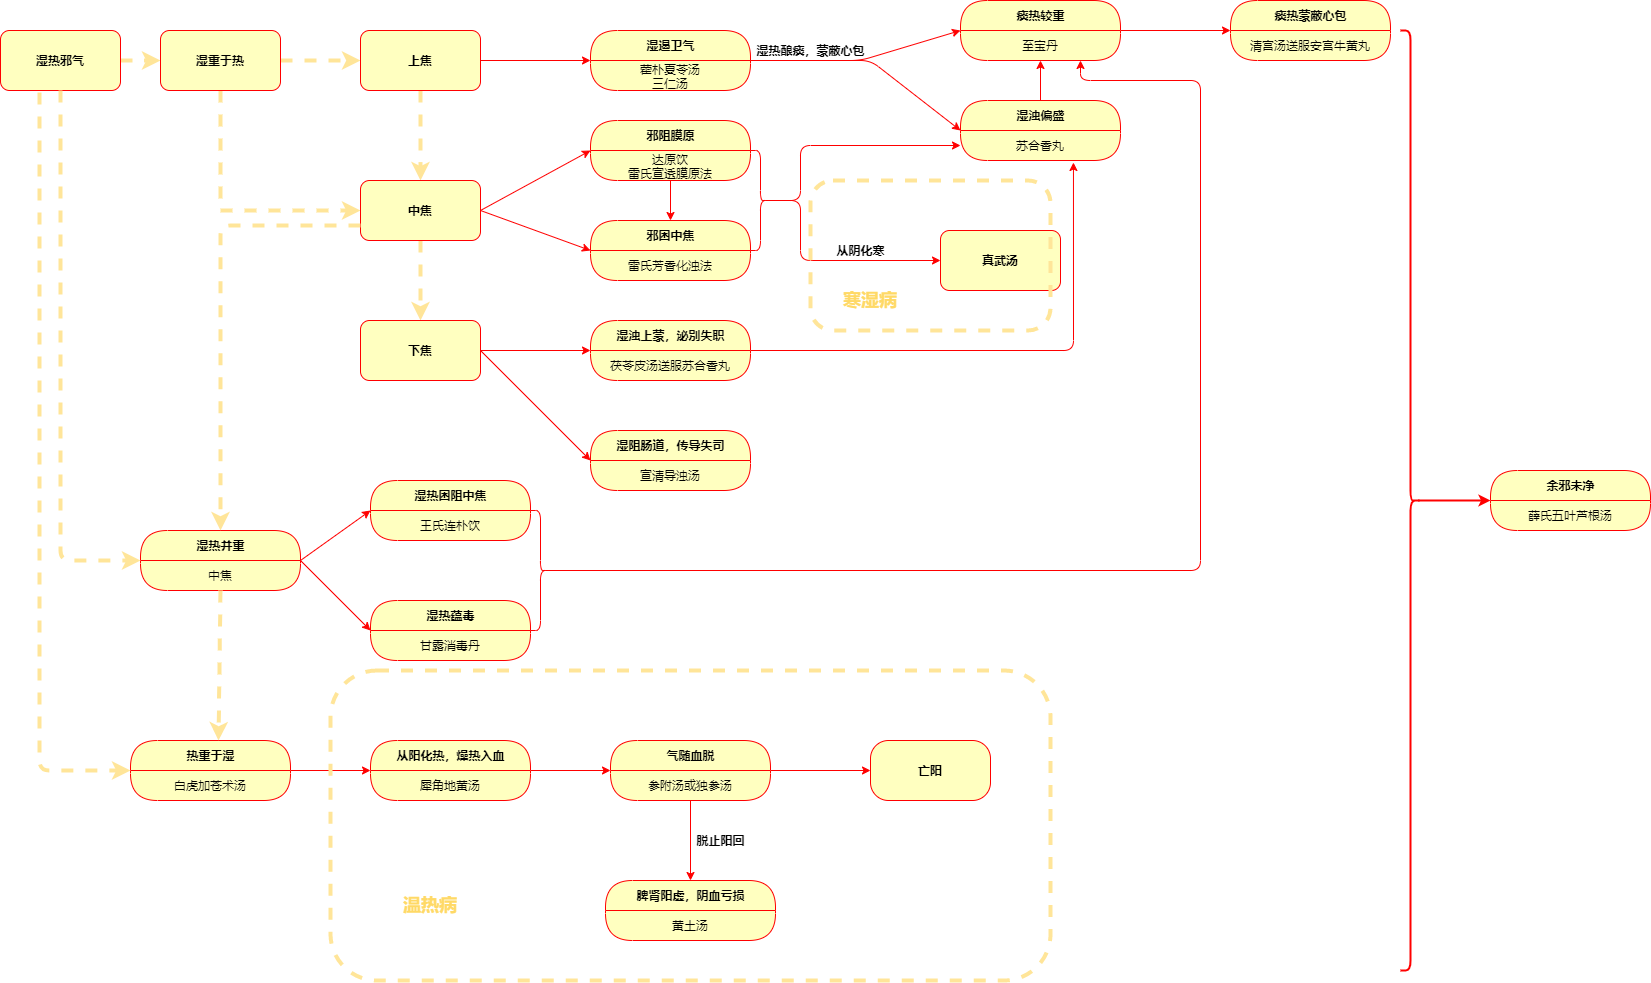 湿热邪气
湿重于热
上焦
湿遏卫气
藿朴夏苓汤
三仁汤
湿热酿痰，蒙蔽心包
痰热较重
至宝丹
痰热蒙蔽心包
清宫汤送服安宫牛黄丸
湿浊偏盛
苏合香丸
中焦
邪阻膜原
达原饮
雷氏宣透膜原法
邪困中焦
雷氏芳香化浊法
从阴化寒
真武汤
寒湿病
下焦
湿浊上蒙，泌别失职
茯苓皮汤送服苏合香丸
湿阻肠道，传导失司
宣清导浊汤
湿热并重
中焦
湿热困阻中焦
王氏连朴饮
湿热蕴毒
甘露消毒丹
余邪未净
薛氏五叶芦根汤
热重于湿
白虎加苍术汤
从阳化热，燥热入血
犀角地黄汤
气随血脱
参附汤或独参汤
亡阳
脱止阳回
脾肾阳虚，阴血亏损
黄土汤
温热病